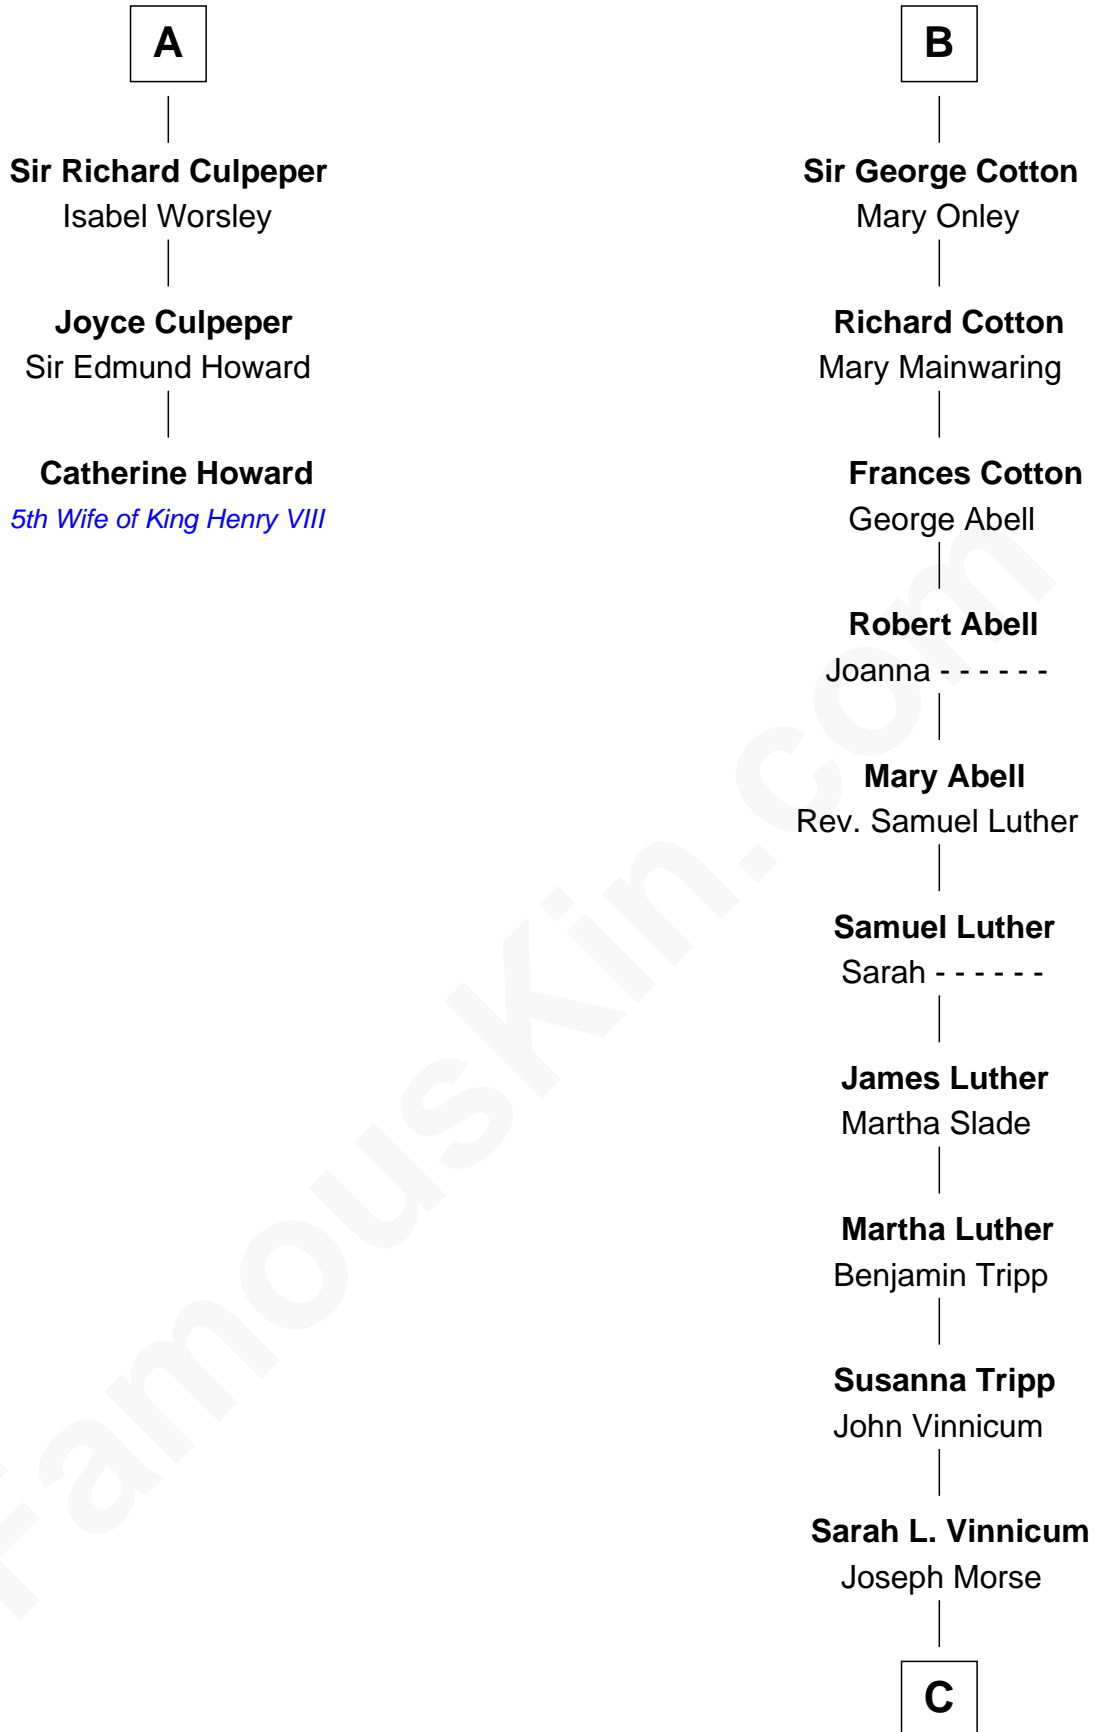 A
Sir Richard Culpeper
Isabel Worsley
Joyce Culpeper
Sir Edmund Howard
Catherine Howard
5th Wife of King Henry VIII
B
Sir George Cotton
Mary Onley
Richard Cotton
Mary Mainwaring
Frances Cotton
George Abell
Robert Abell
Joanna - - - - - -
Mary Abell
Rev. Samuel Luther
Samuel Luther
Sarah - - - - - -
James Luther
Martha Slade
Martha Luther
Benjamin Tripp
Susanna Tripp
John Vinnicum
Sarah L. Vinnicum
Joseph Morse
C
FamousKin.com